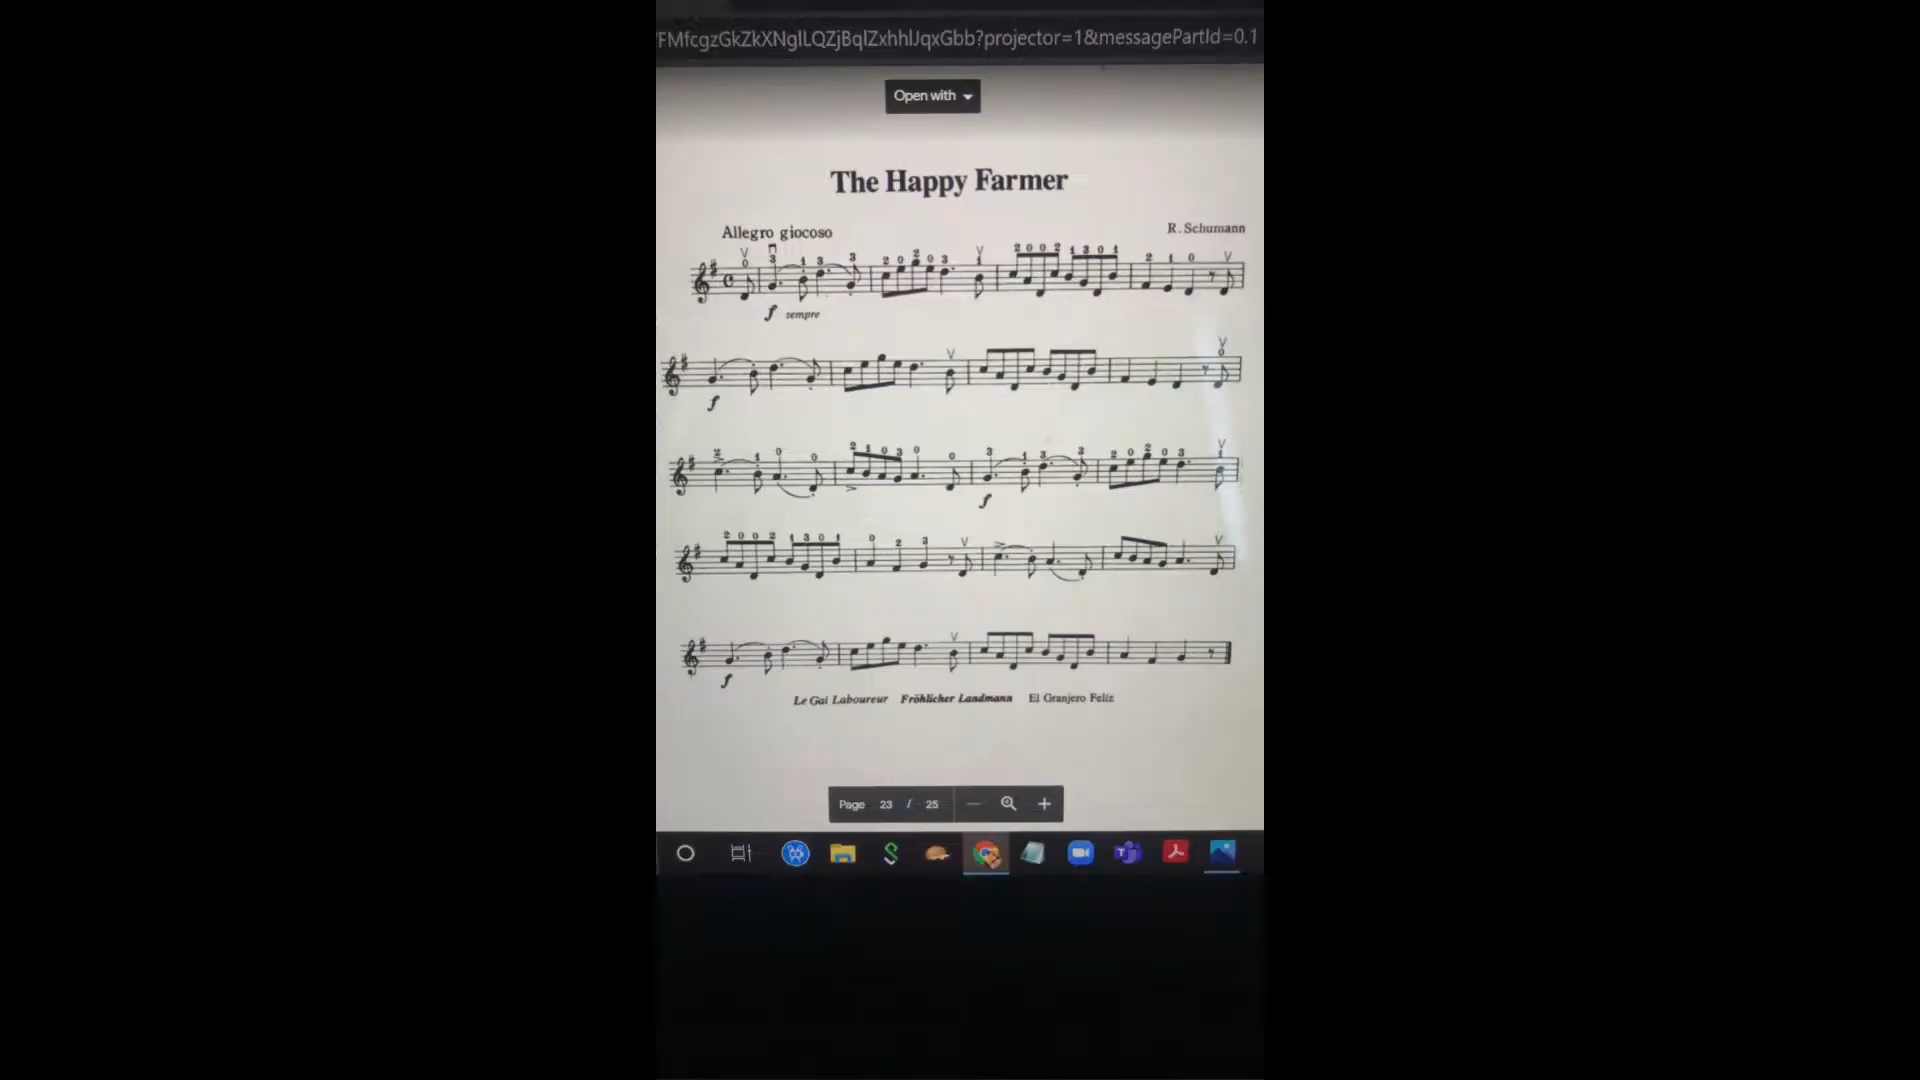 FMfcgzGkZkXNglLQZjBqlZxhhlJqxGbb?projector=1&messagePartId=0.1
Open with
The Happy Farmer
Allegro giocoso
R. Schumann
f sempre
f
f
f
Le Gai Laboureur Fröhlicher Landmann El Granjero Feliz
Page 23 / 25